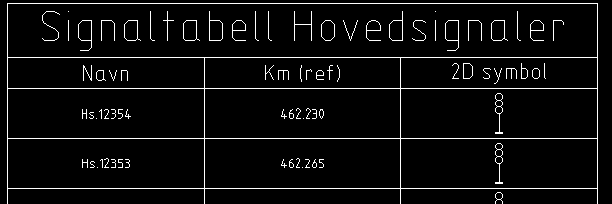 Signaltabell Hovedsignaler
Navn Km (ref) 2D symbol
Hs.12354 462.230
Hs.12353 462.265